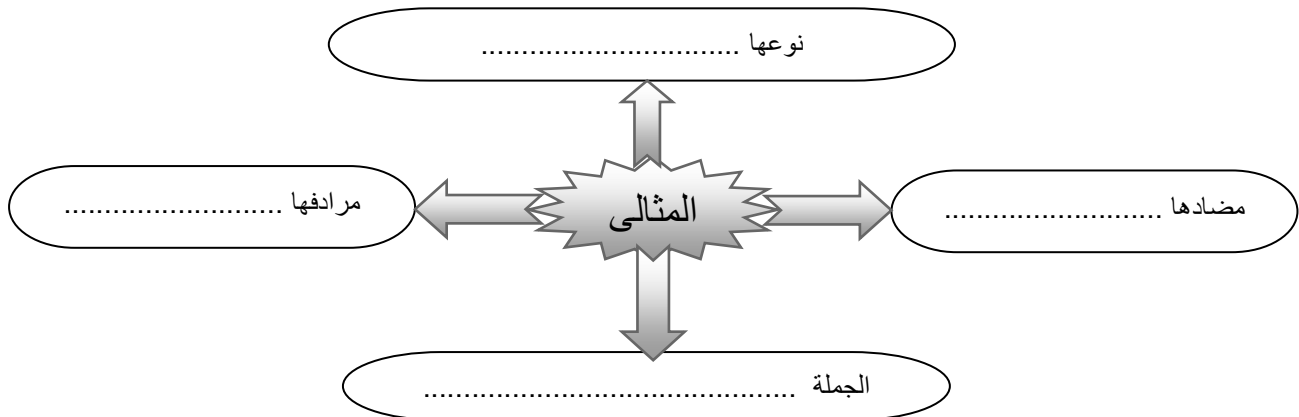 نوعها ................................
مضادها ...........................
المثالى
مرادفها ...........................
الجملة ..............................................